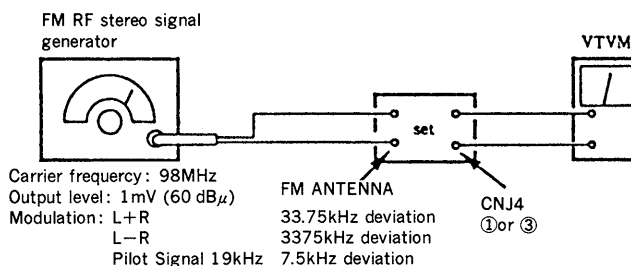 FM RF stereo signal
generator
VTVM
set
Carrier frequercy: 98MHz
Output level: 1mV (60 dBμ)
FM ANTENNA
CNJ4
①or ③
Modulation: L+R 33.75kHz deviation
L−R 3375kHz deviation
Pilot Signal 19kHz 7.5kHz deviation